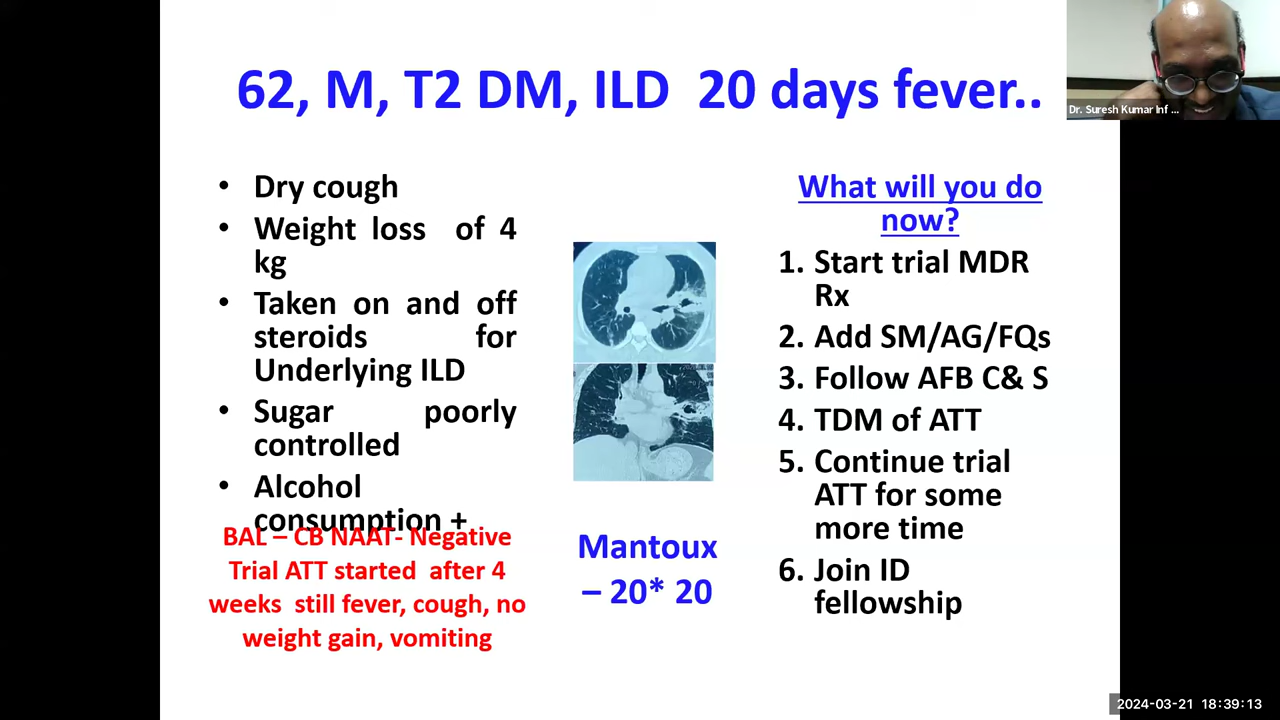 62, M, T2 DM, ILD 20 days fever..
Dr. Suresh Kumar Inf ...
• Dry cough
• Weight loss of 4
kg
• Taken on and off
steroids for
Underlying ILD
• Sugar poorly
controlled
• Alcohol
consumption +
BAL – CB NAAT- Negative
Trial ATT started after 4
weeks still fever, cough, no
weight gain, vomiting
Mantoux
– 20* 20
What will you do
now?
1. Start trial MDR
Rx
2. Add SM/AG/FQs
3. Follow AFB C& S
4. TDM of ATT
5. Continue trial
ATT for some
more time
6. Join ID
fellowship
2024-03-21 18:39:13